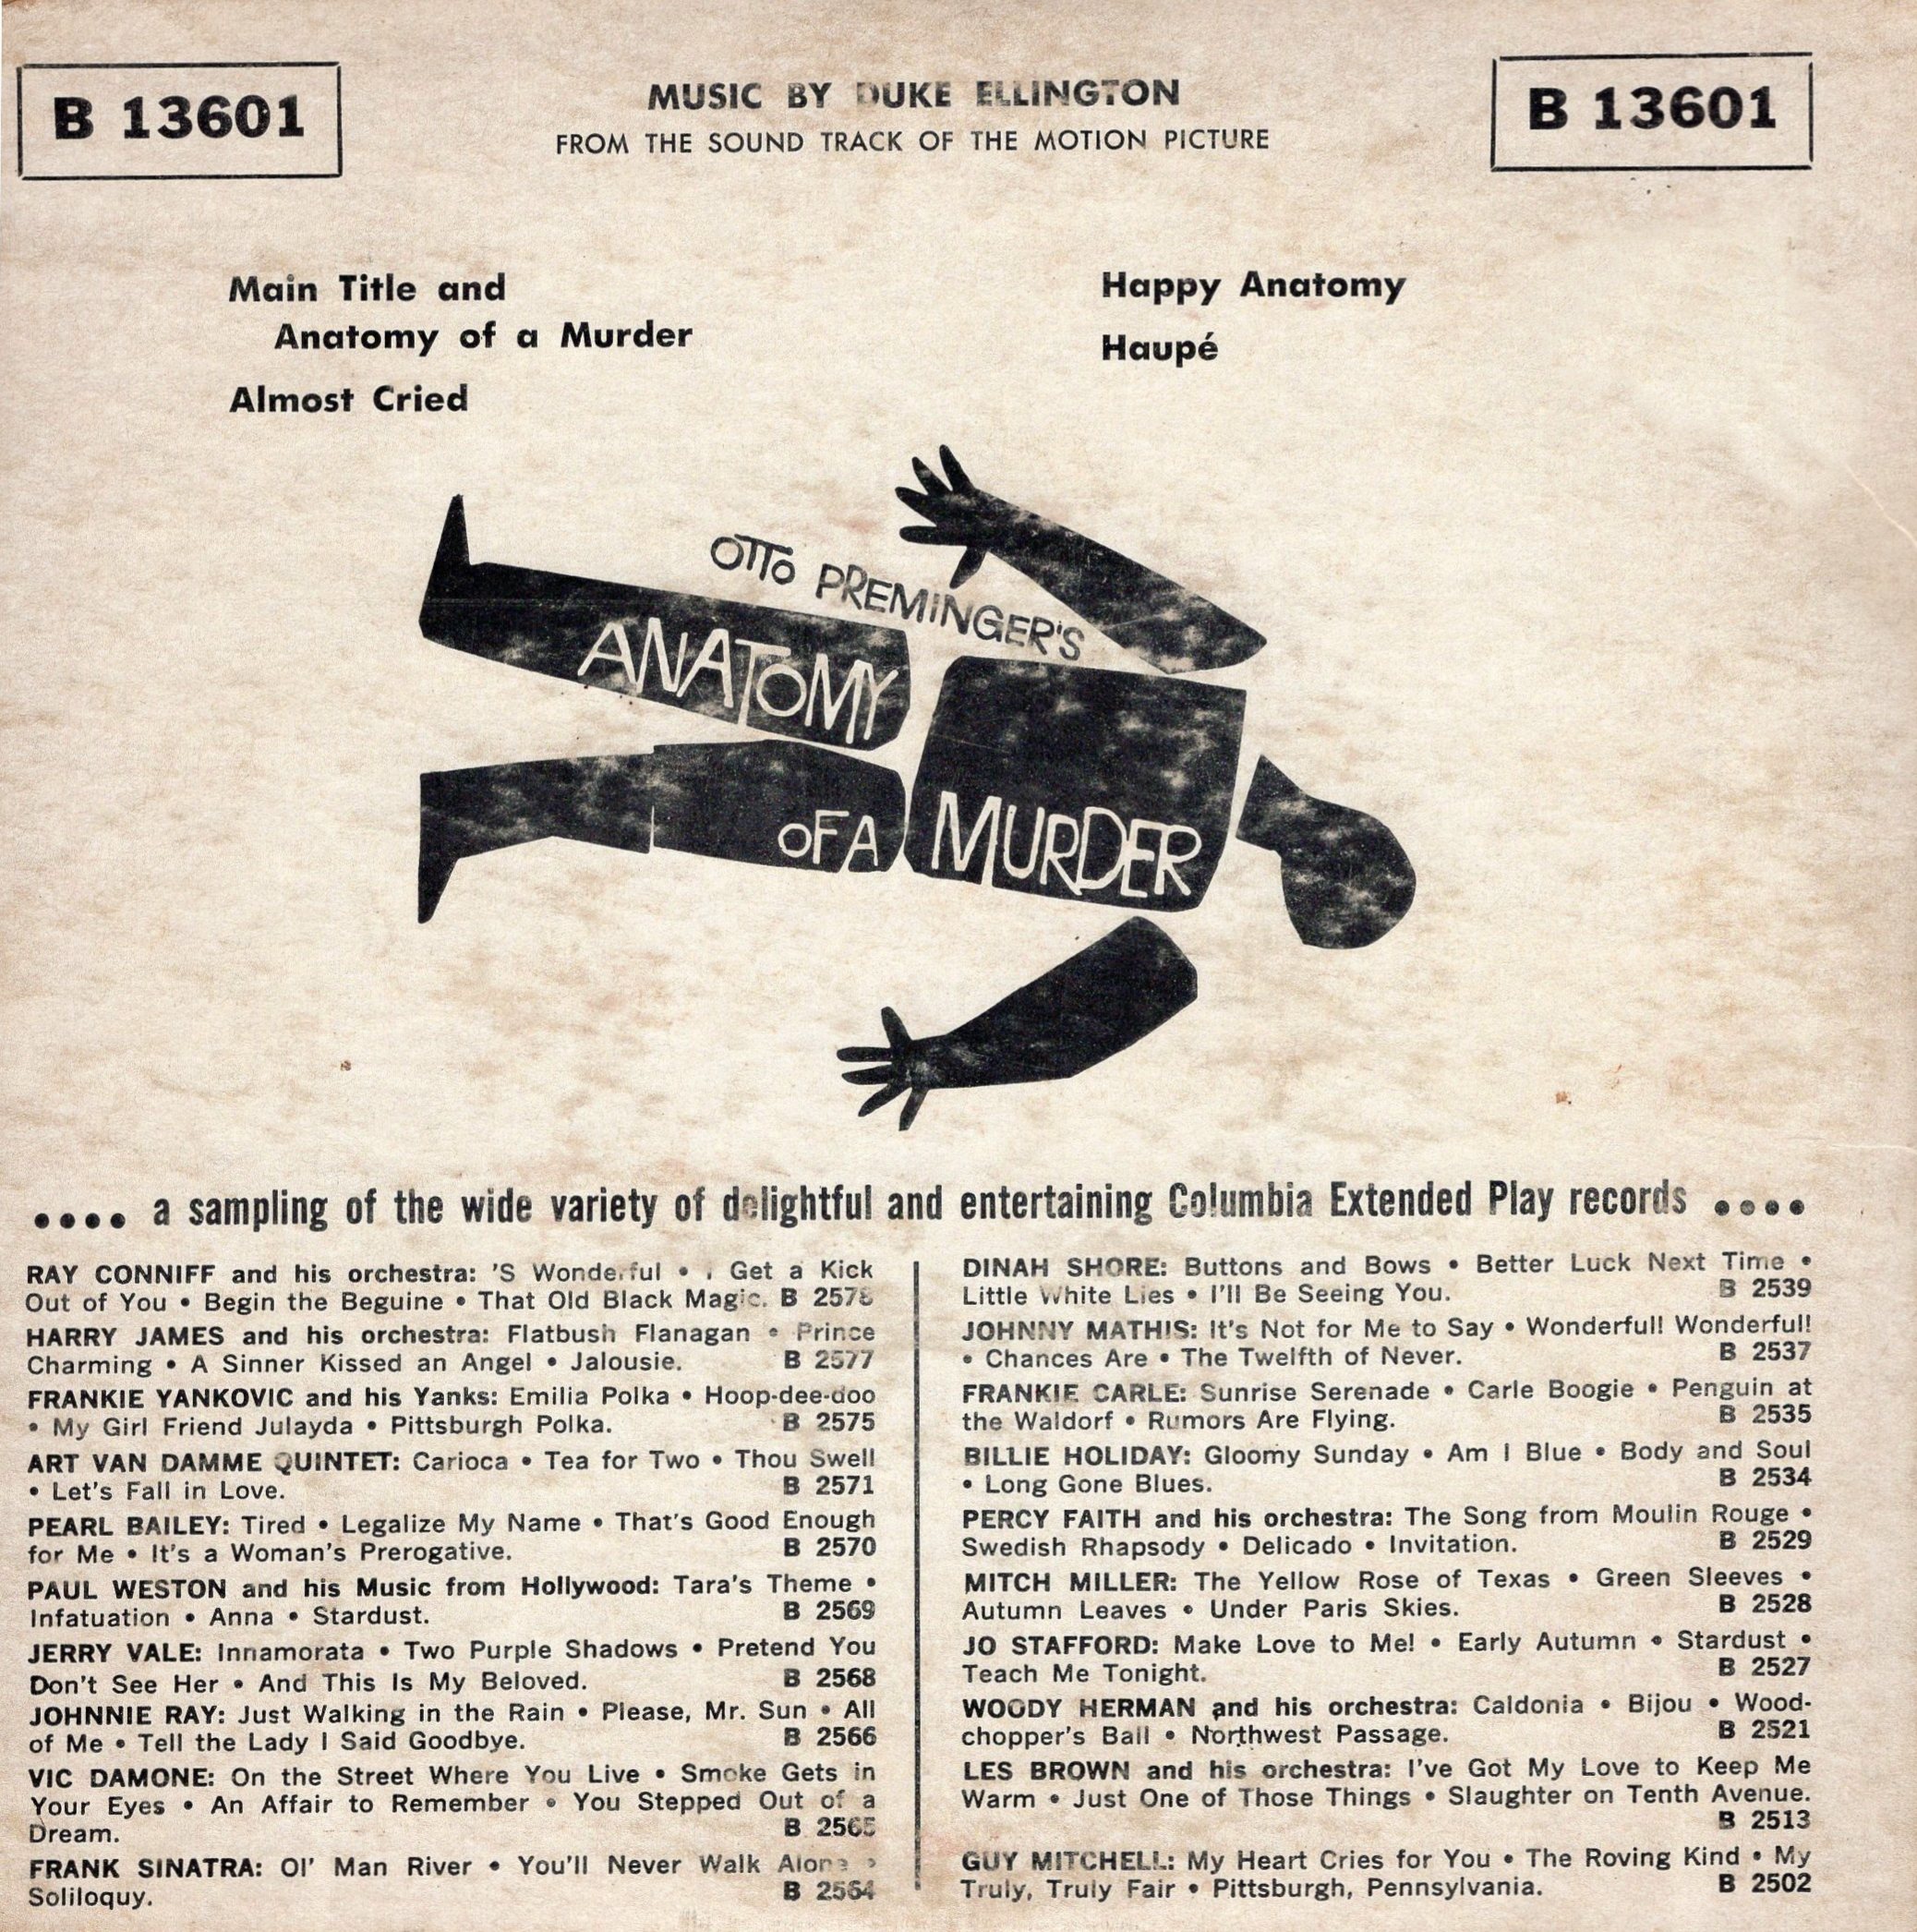 B 13601
MUSIC BY DUKE ELLINGTON
B 13601
FROM THE SOUND TRACK OF THE MOTION PICTURE
Main Title and
Anatomy of a Murder
Almost Cried
Happy Anatomy
Haupé
OTTO PREMINGER'S
ANATOMY
OF A MURDER
.... a sampling of the wide variety of delightful and entertaining Columbia Extended Play records ....
RAY CONNIFF and his orchestra: 'S Wonderful • I Get a Kick
Out of You • Begin the Beguine • That Old Black Magic. B 2578
HARRY JAMES and his orchestra: Flatbush Flanagan • Prince
Charming • A Sinner Kissed an Angel • Jalousie. B 2577
FRANKIE YANKOVIC and his Yanks: Emilia Polka • Hoop-dee-doo
• My Girl Friend Julayda • Pittsburgh Polka. B 2575
ART VAN DAMME QUINTET: Carioca • Tea for Two • Thou Swell
• Let's Fall in Love. B 2571
PEARL BAILEY: Tired • Legalize My Name • That's Good Enough
for Me • It's a Woman's Prerogative. B 2570
PAUL WESTON and his Music from Hollywood: Tara's Theme •
Infatuation • Anna • Stardust. B 2569
JERRY VALE: Innamorata • Two Purple Shadows • Pretend You
Don't See Her • And This Is My Beloved. B 2568
JOHNNIE RAY: Just Walking in the Rain • Please, Mr. Sun • All
of Me • Tell the Lady I Said Goodbye. B 2566
VIC DAMONE: On the Street Where You Live • Smoke Gets in
Your Eyes • An Affair to Remember • You Stepped Out of a
Dream. B 2565
FRANK SINATRA: Ol' Man River • You'll Never Walk Alone •
Soliloquy. B 2564
DINAH SHORE: Buttons and Bows • Better Luck Next Time •
Little White Lies • I'll Be Seeing You. B 2539
JOHNNY MATHIS: It's Not for Me to Say • Wonderful! Wonderful!
• Chances Are • The Twelfth of Never. B 2537
FRANKIE CARLE: Sunrise Serenade • Carle Boogie • Penguin at
the Waldorf • Rumors Are Flying. B 2535
BILLIE HOLIDAY: Gloomy Sunday • Am I Blue • Body and Soul
• Long Gone Blues. B 2534
PERCY FAITH and his orchestra: The Song from Moulin Rouge •
Swedish Rhapsody • Delicado • Invitation. B 2529
MITCH MILLER: The Yellow Rose of Texas • Green Sleeves •
Autumn Leaves • Under Paris Skies. B 2528
JO STAFFORD: Make Love to Me! • Early Autumn • Stardust •
Teach Me Tonight. B 2527
WOODY HERMAN and his orchestra: Caldonia • Bijou • Wood-
chopper's Ball • Northwest Passage. B 2521
LES BROWN and his orchestra: I've Got My Love to Keep Me
Warm • Just One of Those Things • Slaughter on Tenth Avenue.
B 2513
GUY MITCHELL: My Heart Cries for You • The Roving Kind • My
Truly, Truly Fair • Pittsburgh, Pennsylvania. B 2502